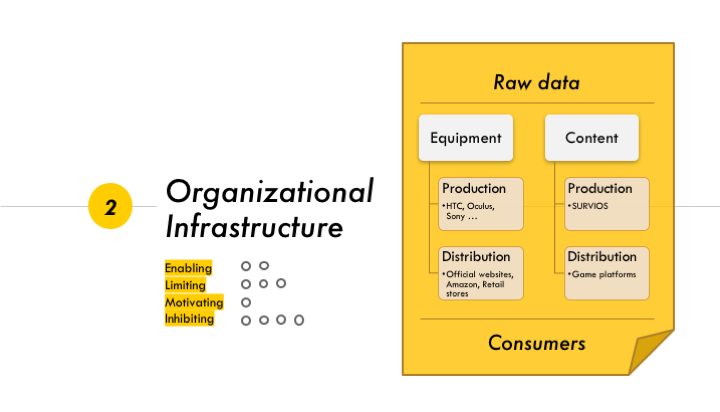 2
Organizational
Infrastructure
Enabling
Limiting
Motivating
Inhibiting
Raw data
Equipment
Content
Production
•HTC, Oculus,
Sony ...
Production
•SURVIOS
Distribution
•Official websites,
Amazon, Retail
stores
Distribution
•Game platforms
Consumers